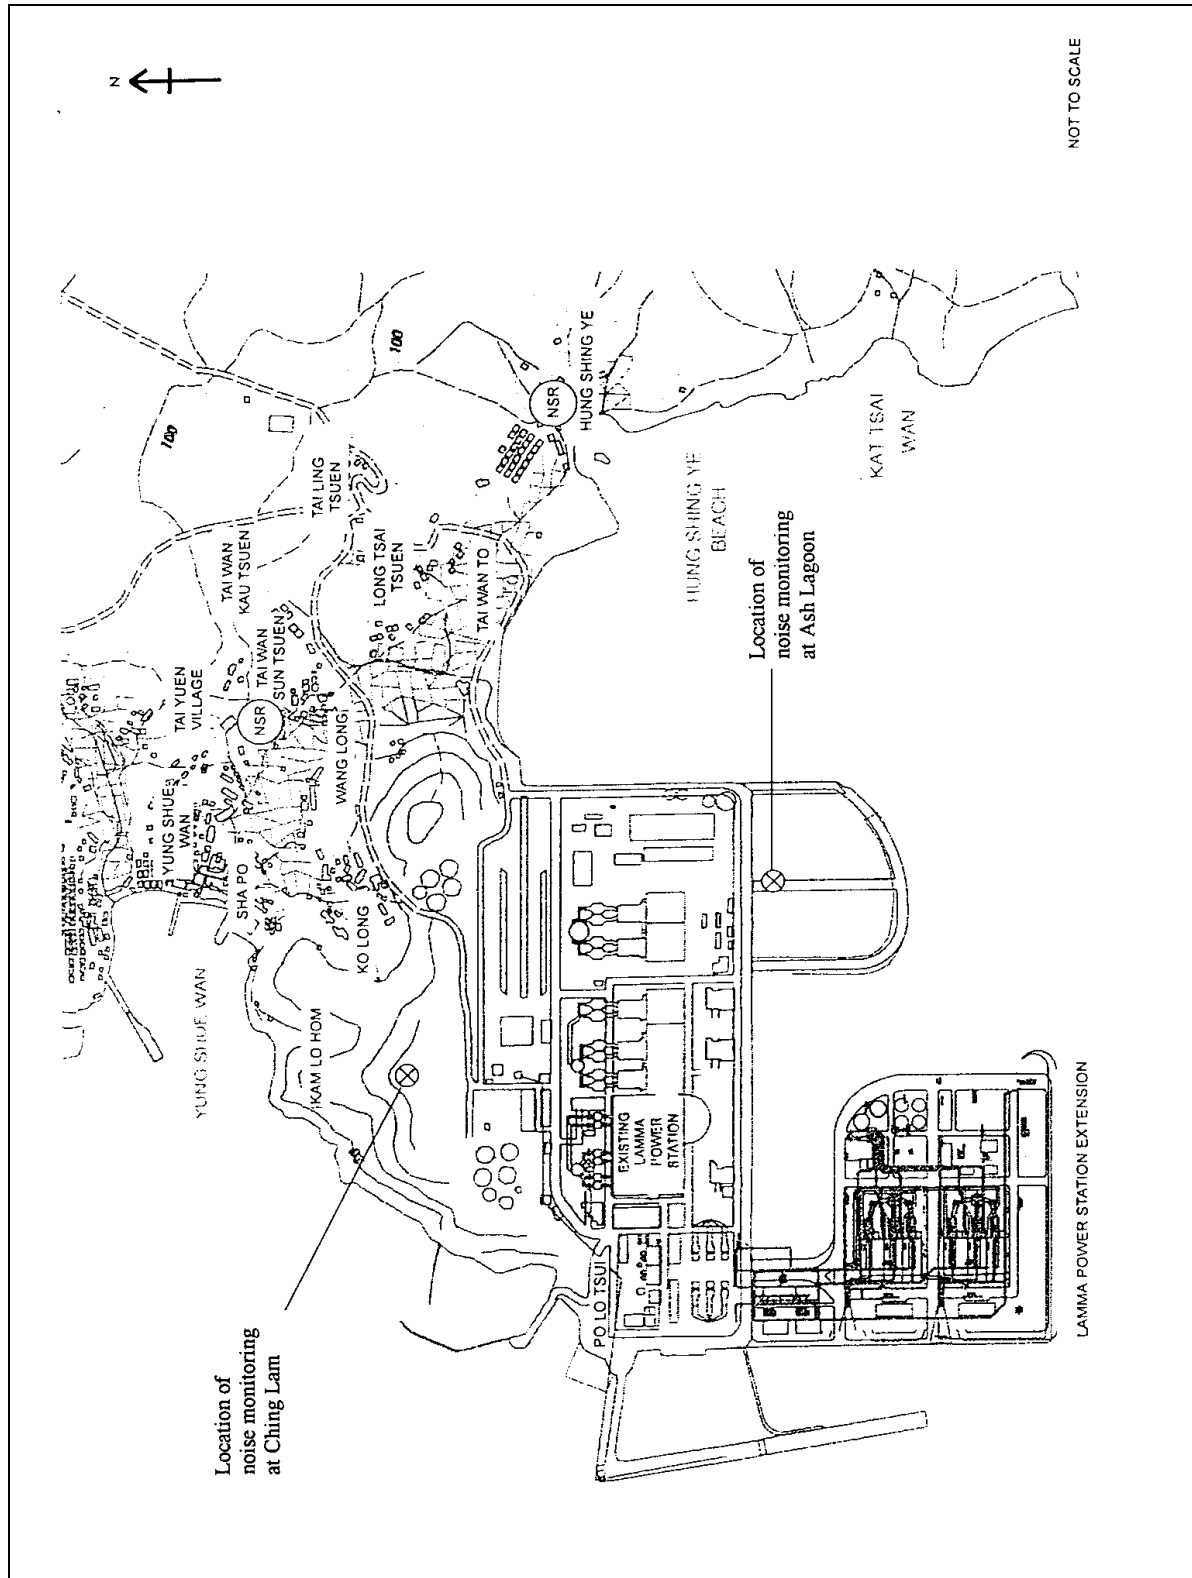 N
NOT TO SCALE
100
100
HUNG SHING YE
NSR
TAI LING
TSUEN
KAT TSAI
WAN
TAI WAN
KAU TSUEN
LONG TSAI
TSUEN
TAI WAN TO
HUNG SHING YE
BEACH
Location of
noise monitoring
at Ash Lagoon
TAI YUEN
VILLAGE
TAI WAN
SUN TSUEN
NSR
WANG LONG
YUNG SHUE
WAN
SHA PO
KO LONG
YUNG SHUE WAN
KAM LO HOM
EXISTING
LAMMA
POWER
STATION
PO LO TSUI
LAMMA POWER STATION EXTENSION
Location of
noise monitoring
at Ching Lam